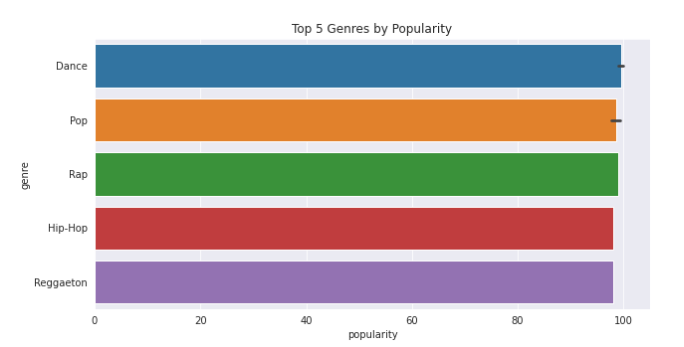 Top 5 Genres by Popularity
genre
Dance
Pop
Rap
Hip-Hop
Reggaeton
0 20 40 60 80 100
popularity